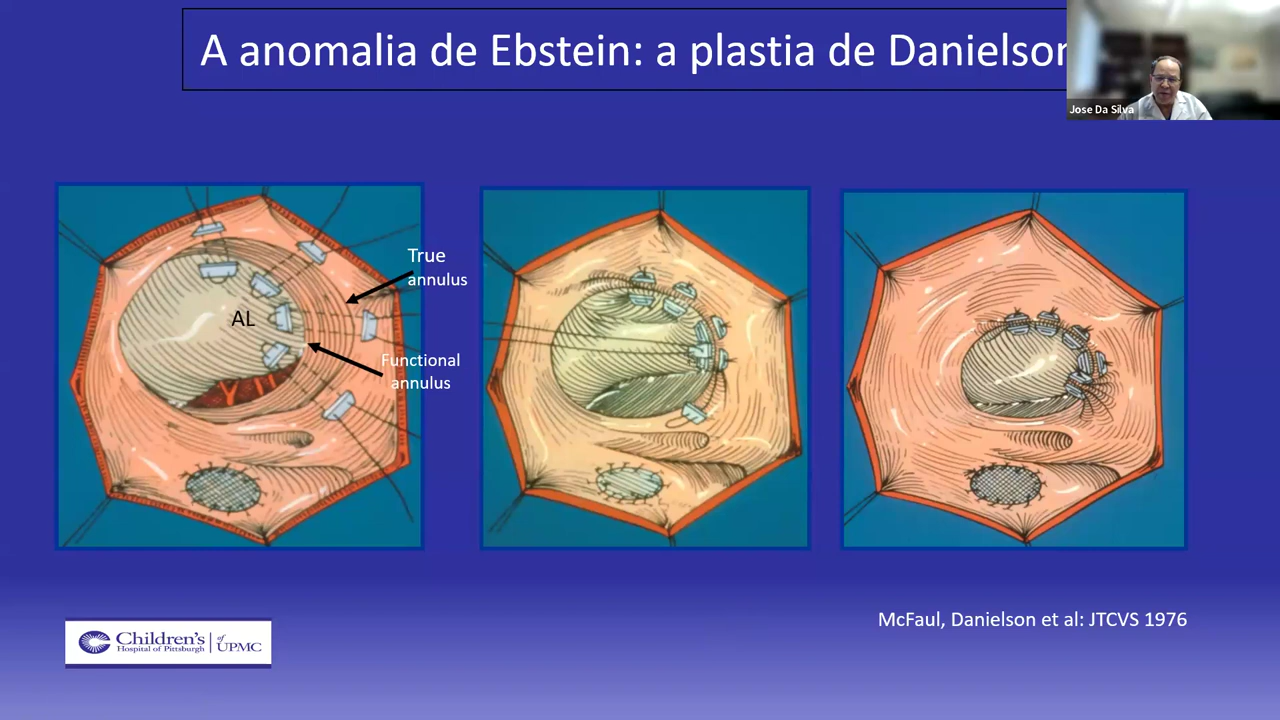 A anomalia de Ebstein: a plastia de Danielson
Jose Da Silva
True
annulus
AL
Functional
annulus
McFaul, Danielson et al: JTCVS 1976
Children's
Hospital of Pittsburgh
of
UPMC